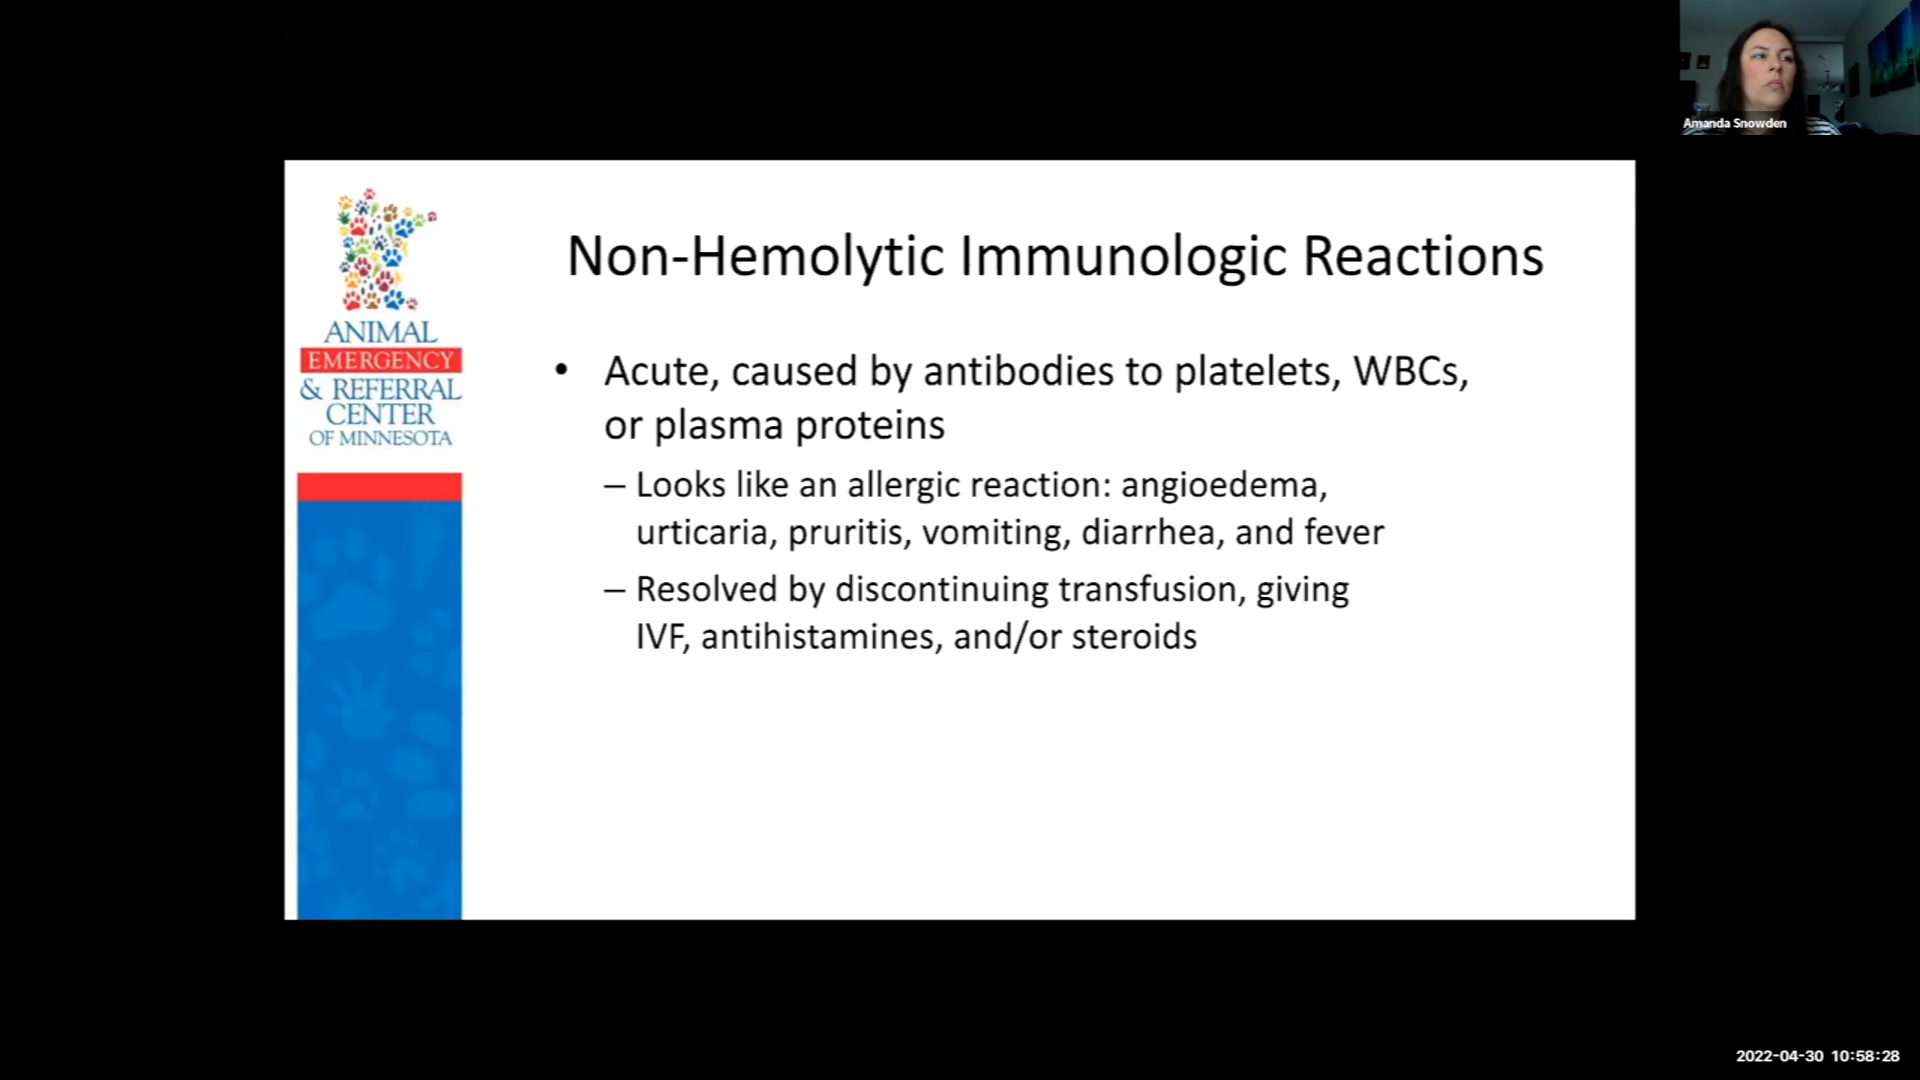 Amanda Snowden
ANIMAL
EMERGENCY
& REFERRAL
CENTER
OF MINNESOTA
Non-Hemolytic Immunologic Reactions
• Acute, caused by antibodies to platelets, WBCs,
or plasma proteins
– Looks like an allergic reaction: angioedema,
urticaria, pruritis, vomiting, diarrhea, and fever
– Resolved by discontinuing transfusion, giving
IVF, antihistamines, and/or steroids
2022-04-30 10:58:28